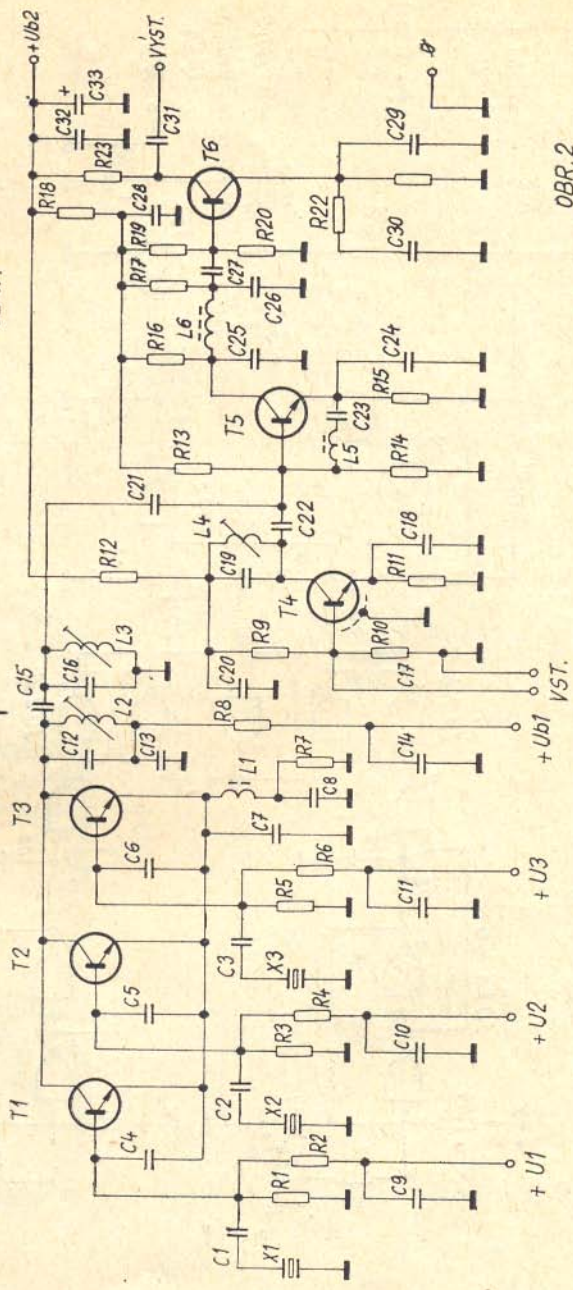 T1
T2
T3
C15
+Ub2
C4
C5
C6
C12
L2
C16
L3
C13
L1
C7
C8
R7
R8
C14
+Ub1
C1
X1
R1
R2
C9
+U1
C2
X2
R3
R4
C10
+U2
C3
X3
R5
R6
C11
+U3
R12
C21
L4
C19
C20
R9
C22
T4
R10
C17
R11
C18
VST.
R13
R16
T5
L5
C23
R14
R15
C24
L6
C25
R17
R19
C27
C26
R20
C28
R18
R23
C32
+
C33
C31
VÝST.
T6
R22
C30
C29
ø
OBR.2